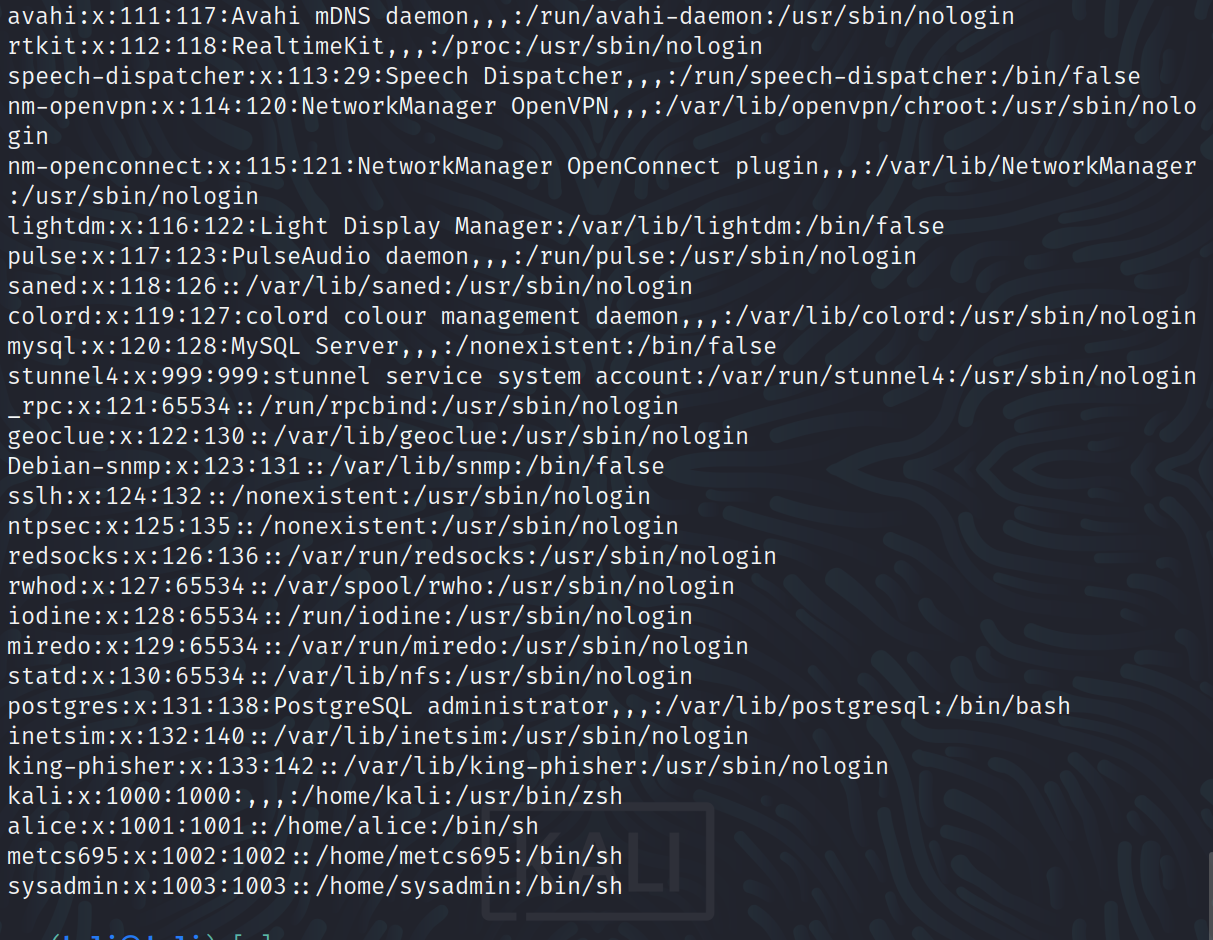 avahi:x:111:117:Avahi mDNS daemon,,,:/run/avahi-daemon:/usr/sbin/nologin
rtkit:x:112:118:RealtimeKit,,,:/proc:/usr/sbin/nologin
speech-dispatcher:x:113:29:Speech Dispatcher,,,:/run/speech-dispatcher:/bin/false
nm-openvpn:x:114:120:NetworkManager OpenVPN,,,:/var/lib/openvpn/chroot:/usr/sbin/nolo
gin
nm-openconnect:x:115:121:NetworkManager OpenConnect plugin,,,:/var/lib/NetworkManager
:/usr/sbin/nologin
lightdm:x:116:122:Light Display Manager:/var/lib/lightdm:/bin/false
pulse:x:117:123:PulseAudio daemon,,,:/run/pulse:/usr/sbin/nologin
saned:x:118:126::/var/lib/saned:/usr/sbin/nologin
colord:x:119:127:colord colour management daemon,,,:/var/lib/colord:/usr/sbin/nologin
mysql:x:120:128:MySQL Server,,,:/nonexistent:/bin/false
stunnel4:x:999:999:stunnel service system account:/var/run/stunnel4:/usr/sbin/nologin
_rpc:x:121:65534::/run/rpcbind:/usr/sbin/nologin
geoclue:x:122:130::/var/lib/geoclue:/usr/sbin/nologin
Debian-snmp:x:123:131::/var/lib/snmp:/bin/false
sslh:x:124:132::/nonexistent:/usr/sbin/nologin
ntpsec:x:125:135::/nonexistent:/usr/sbin/nologin
redsocks:x:126:136::/var/run/redsocks:/usr/sbin/nologin
rwhod:x:127:65534::/var/spool/rwho:/usr/sbin/nologin
iodine:x:128:65534::/run/iodine:/usr/sbin/nologin
miredo:x:129:65534::/var/run/miredo:/usr/sbin/nologin
statd:x:130:65534::/var/lib/nfs:/usr/sbin/nologin
postgres:x:131:138:PostgreSQL administrator,,,:/var/lib/postgresql:/bin/bash
inetsim:x:132:140::/var/lib/inetsim:/usr/sbin/nologin
king-phisher:x:133:142::/var/lib/king-phisher:/usr/sbin/nologin
kali:x:1000:1000:,,,:/home/kali:/usr/bin/zsh
alice:x:1001:1001::/home/alice:/bin/sh
metcs695:x:1002:1002::/home/metcs695:/bin/sh
sysadmin:x:1003:1003::/home/sysadmin:/bin/sh
KALI